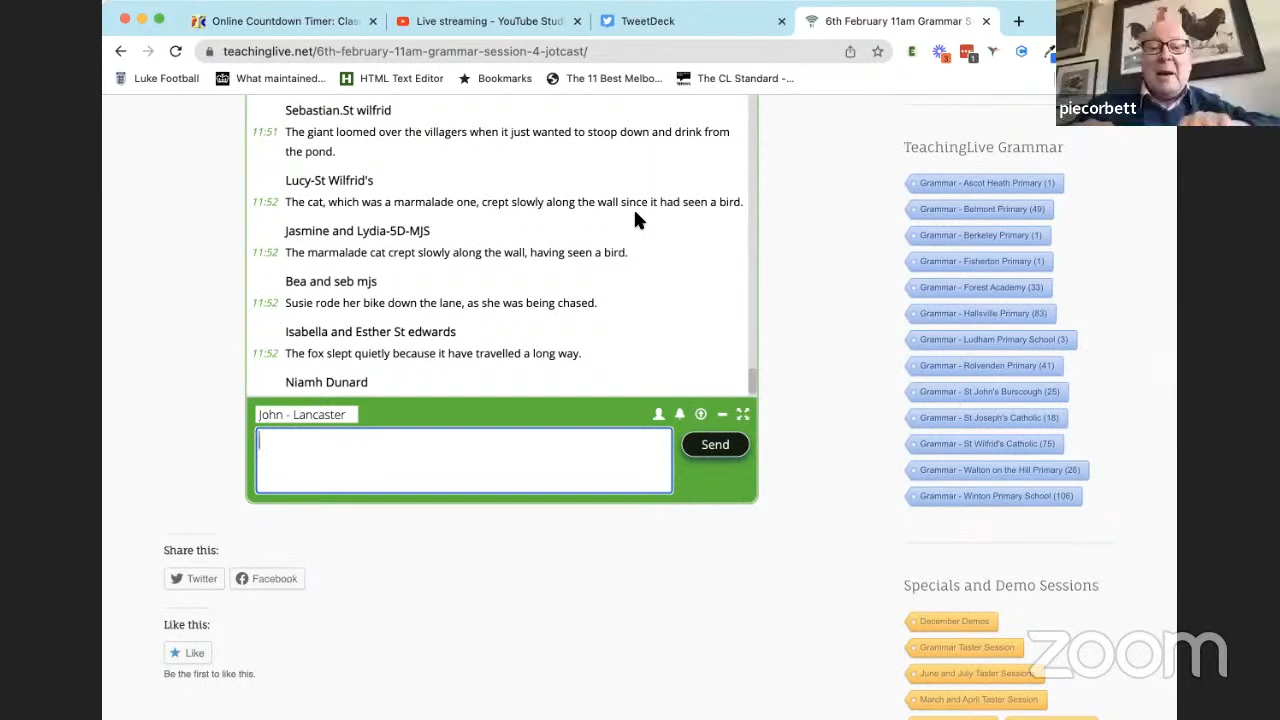 Online Countdown Timer: Clas
Live streaming - YouTube Stud
TweetDeck
6th February 11am Grammar S
teachinglive.net/6th-february-11am-grammar-session-4-jotcast/
3
1
Luke Football
What maintained...
HTML Text Editor
Bookmarks
The 11 Best Melbo...
The CL Standard -...
piecorbett
Sebastian.St wilfrid
11:51 The giant loomed over the villagers when it just wanted to stoop down and drink from
the pond.
Lucy-St Wilfrid's
11:52 The cat, which was a marmalade one, crept slowly along the wall since it had seen a bird.
Jasmine and Lydia-5D-MJS
11:52 The marmalade cat crept slowly along the wall, having seen a bird.
Bea and seb mjs
11:52 Susie rode her bike down the lane, as she was being chased.
Isabella and Esther St edwards
11:52 The fox slept quietly because it have travelled a long way.
Niamh Dunard
John - Lancaster
Send
Share this:
Twitter
Facebook
Like this:
Like
Be the first to like this.
TeachingLive Grammar
Grammar - Ascot Heath Primary (1)
Grammar - Belmont Primary (49)
Grammar - Berkeley Primary (1)
Grammar - Fisherton Primary (1)
Grammar - Forest Academy (33)
Grammar - Hallsville Primary (83)
Grammar - Ludham Primary School (3)
Grammar - Rolvenden Primary (41)
Grammar - St John's Burscough (25)
Grammar - St Joseph's Catholic (18)
Grammar - St Wilfrid's Catholic (75)
Grammar - Walton on the Hill Primary (26)
Grammar - Winton Primary School (106)
Specials and Demo Sessions
December Demos
Grammar Taster Session
June and July Taster Session
March and April Taster Session
zoom